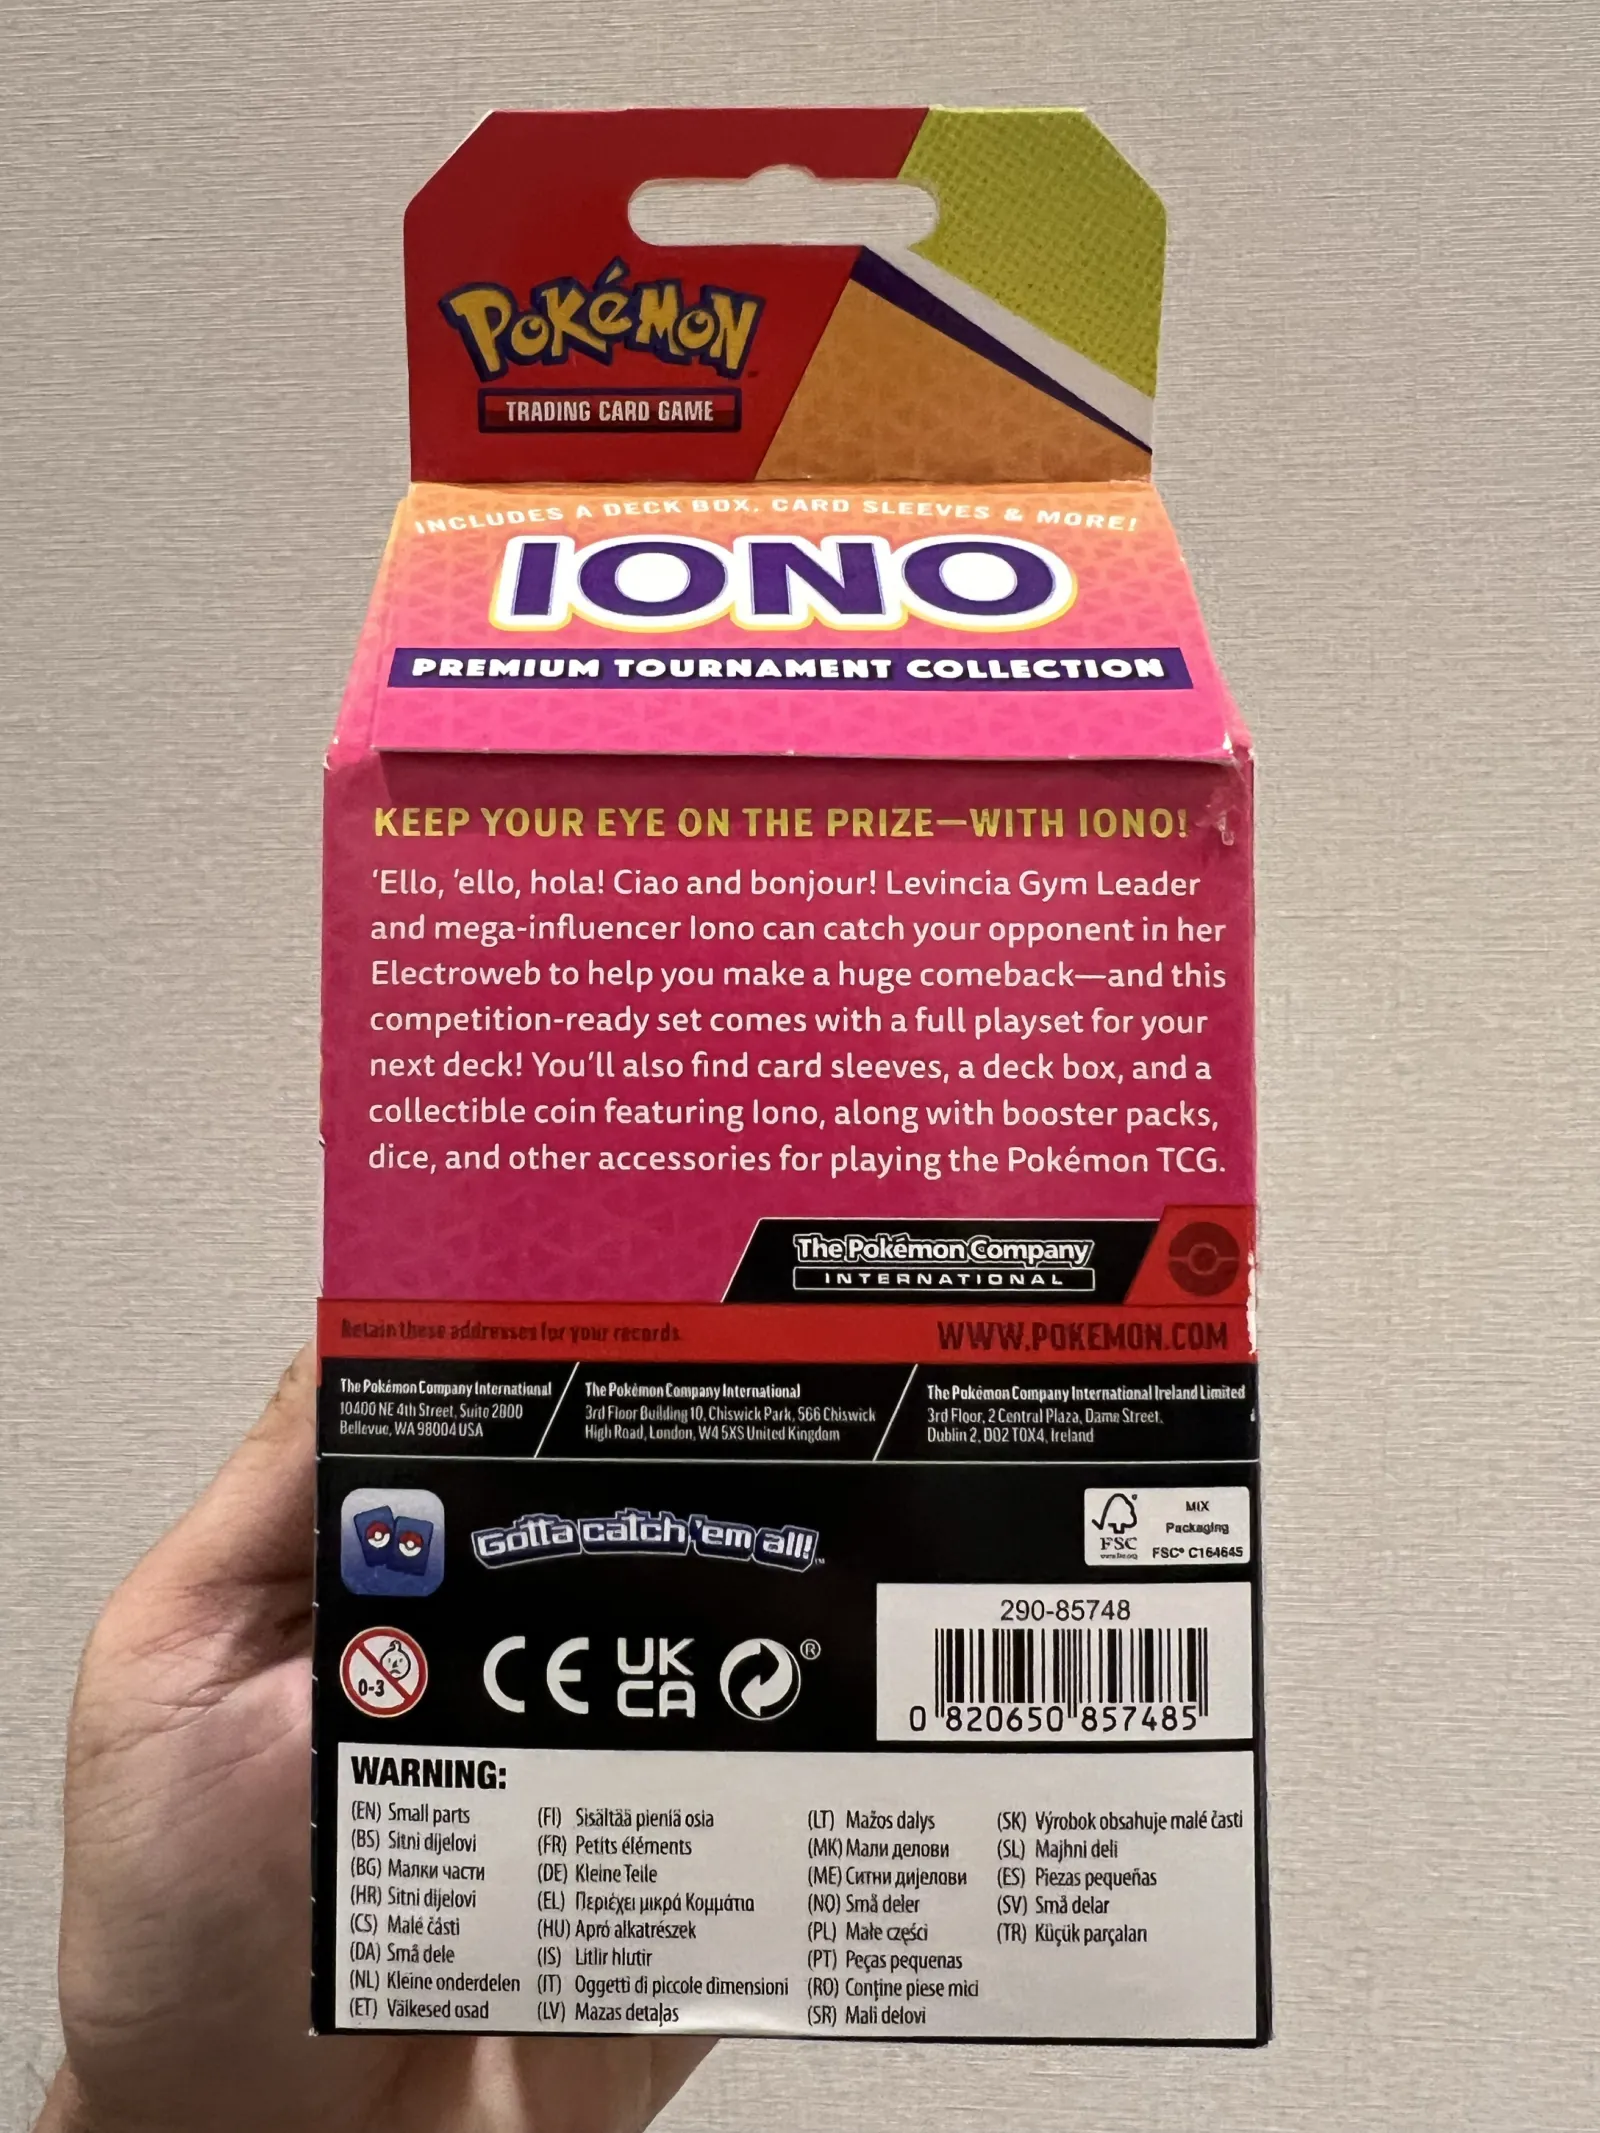 POKéMON
TRADING CARD GAME
INCLUDES A DECK BOX, CARD SLEEVES & MORE!
IONO
PREMIUM TOURNAMENT COLLECTION
KEEP YOUR EYE ON THE PRIZE—WITH IONO!
'Ello, 'ello, hola! Ciao and bonjour! Levincia Gym Leader
and mega-influencer Iono can catch your opponent in her
Electroweb to help you make a huge comeback—and this
competition-ready set comes with a full playset for your
next deck! You'll also find card sleeves, a deck box, and a
collectible coin featuring Iono, along with booster packs,
dice, and other accessories for playing the Pokémon TCG.
The Pokémon Company
INTERNATIONAL
Retain these addresses for your records.
WWW.POKEMON.COM
The Pokémon Company International
10400 NE 4th Street, Suite 2800
Bellevue, WA 98004 USA
The Pokémon Company International
3rd Floor Building 10, Chiswick Park, 566 Chiswick
High Road, London, W4 5XS United Kingdom
The Pokémon Company International Ireland Limited
3rd Floor, 2 Central Plaza, Dame Street,
Dublin 2, D02 T0X4, Ireland
Gotta catch 'em all!™
FSC
www.fsc.org
MIX
Packaging
FSC® C164645
0-3
CE
UK
CA
®
290-85748
0 820650 857485
WARNING:
(EN) Small parts
(BS) Sitni dijelovi
(BG) Малки части
(HR) Sitni dijelovi
(CS) Malé části
(DA) Små dele
(NL) Kleine onderdelen
(ET) Väikesed osad
(FI) Sisältää pieniä osia
(FR) Petits éléments
(DE) Kleine Teile
(EL) Περιέχει μικρά Κομμάτια
(HU) Apró alkatrészek
(IS) Litlir hlutir
(IT) Oggetti di piccole dimensioni
(LV) Mazas detaļas
(LT) Mažos dalys
(MK) Мали делови
(ME) Ситни дијелови
(NO) Små deler
(PL) Małe części
(PT) Peças pequenas
(RO) Conține piese mici
(SR) Mali delovi
(SK) Výrobok obsahuje malé časti
(SL) Majhni deli
(ES) Piezas pequeñas
(SV) Små delar
(TR) Küçük parçaları